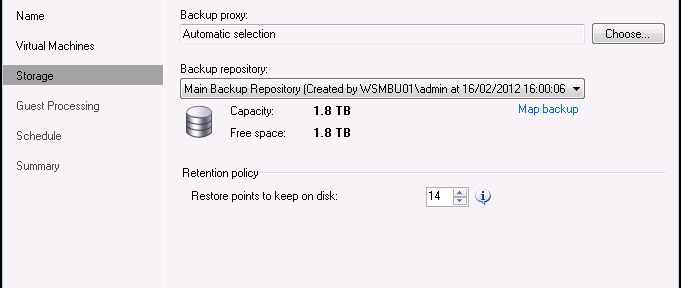 Name
Virtual Machines
Storage
Guest Processing
Schedule
Summary
Backup proxy:
Automatic selection
Choose...
Backup repository:
Main Backup Repository (Created by WSMBU01\admin at 16/02/2012 16:00:06
Capacity: 1.8 TB
Map backup
Free space: 1.8 TB
Retention policy
Restore points to keep on disk: 14